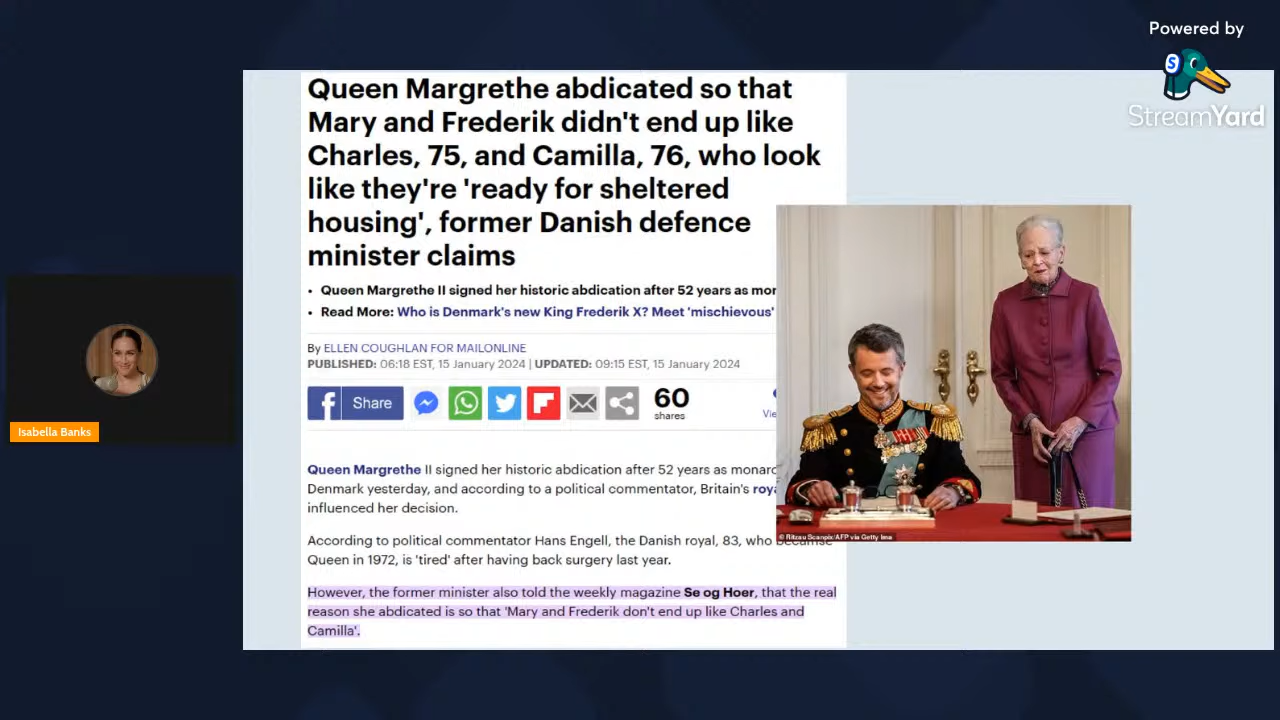 Powered by
StreamYard
Queen Margrethe abdicated so that
Mary and Frederik didn't end up like
Charles, 75, and Camilla, 76, who look
like they're 'ready for sheltered
housing', former Danish defence
minister claims
• Queen Margrethe II signed her historic abdication after 52 years as mon
• Read More: Who is Denmark's new King Frederik X? Meet 'mischievous'
By ELLEN COUGHLAN FOR MAILONLINE
PUBLISHED: 06:18 EST, 15 January 2024 | UPDATED: 09:15 EST, 15 January 2024
Share
60
shares
Vie
Queen Margrethe II signed her historic abdication after 52 years as monarc
Denmark yesterday, and according to a political commentator, Britain's roya
influenced her decision.
According to political commentator Hans Engell, the Danish royal, 83, who
Queen in 1972, is 'tired' after having back surgery last year.
However, the former minister also told the weekly magazine Se og Hoer, that the real
reason she abdicated is so that 'Mary and Frederik don't end up like Charles and
Camilla'.
© Ritzau Scanpix/AFP via Getty Ima
Isabella Banks